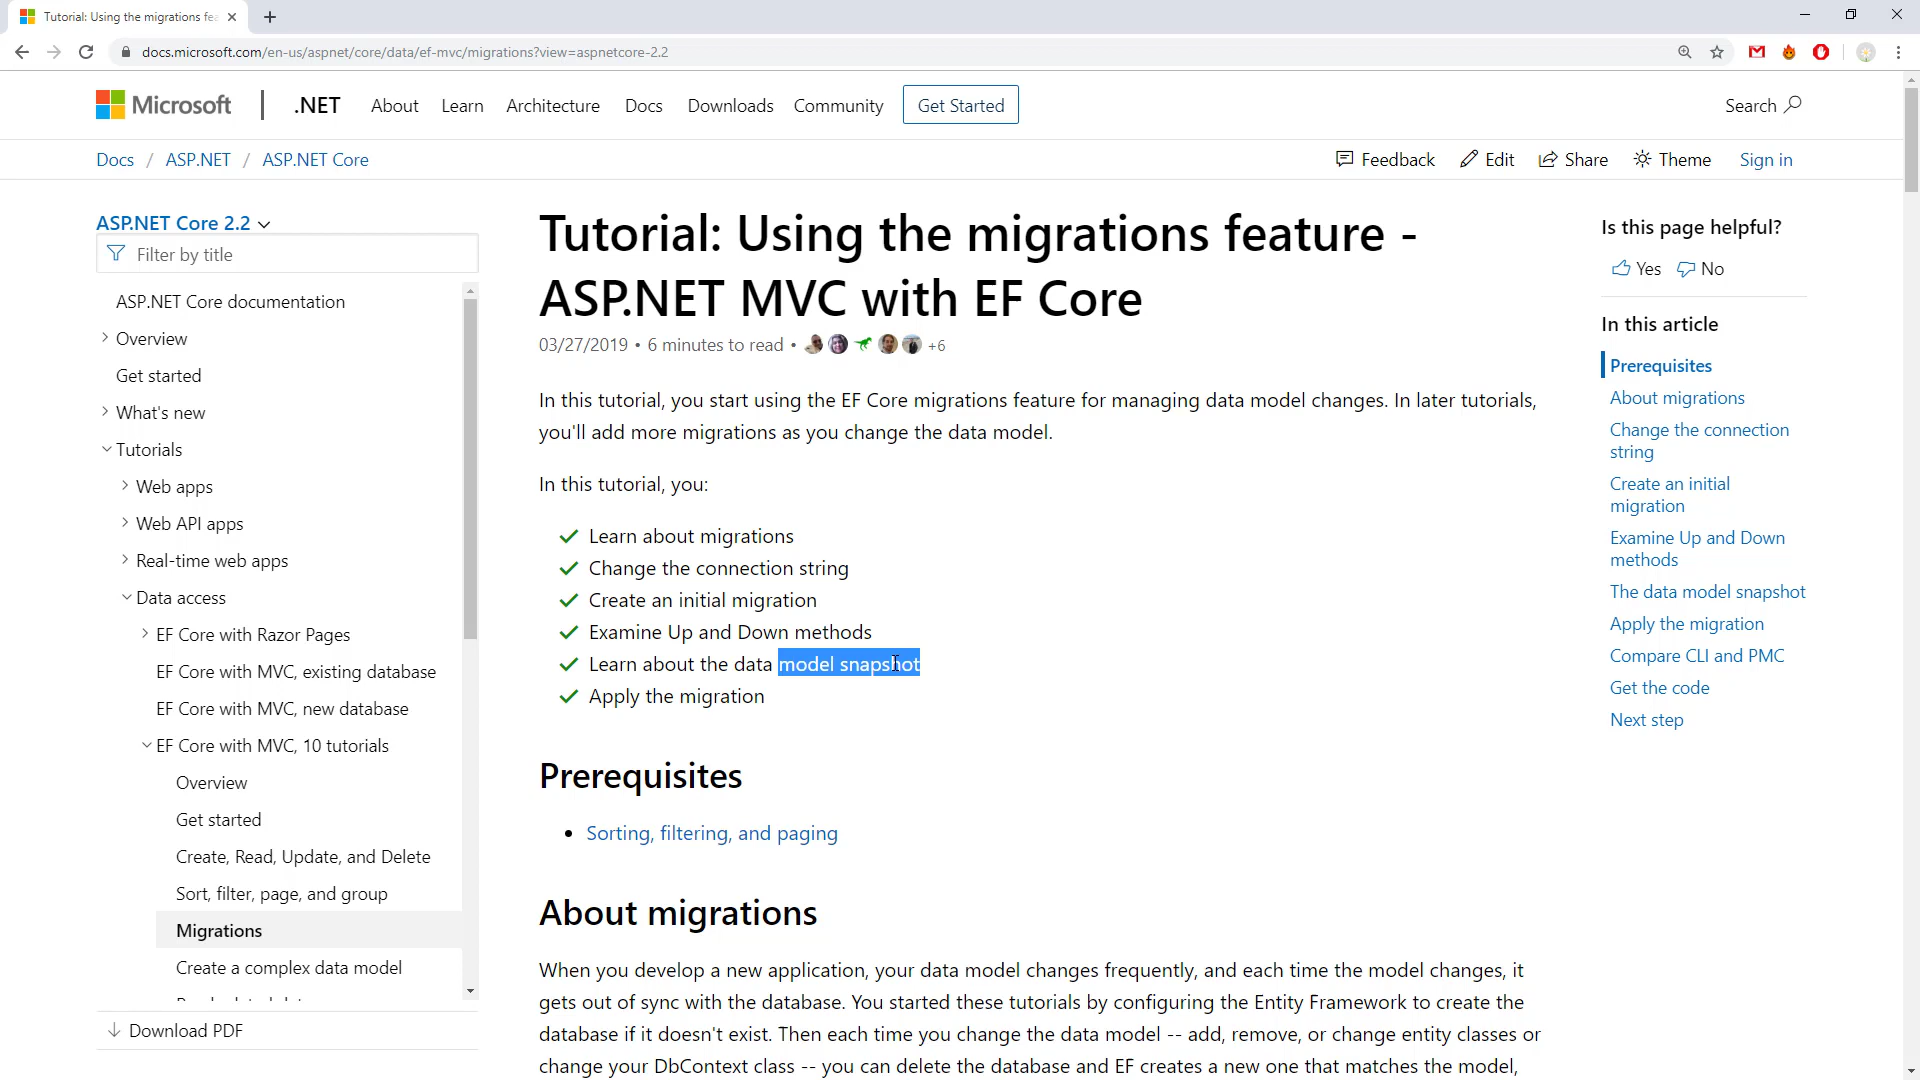 Tutorial: Using the migrations fea
docs.microsoft.com/en-us/aspnet/core/data/ef-mvc/migrations?view=aspnetcore-2.2
Microsoft
.NET
About
Learn
Architecture
Docs
Downloads
Community
Get Started
Search
Docs / ASP.NET / ASP.NET Core
Feedback
Edit
Share
Theme
Sign in
ASP.NET Core 2.2
Filter by title
ASP.NET Core documentation
Overview
Get started
What's new
Tutorials
Web apps
Web API apps
Real-time web apps
Data access
EF Core with Razor Pages
EF Core with MVC, existing database
EF Core with MVC, new database
EF Core with MVC, 10 tutorials
Overview
Get started
Create, Read, Update, and Delete
Sort, filter, page, and group
Migrations
Create a complex data model
Download PDF
Tutorial: Using the migrations feature -
ASP.NET MVC with EF Core
03/27/2019 • 6 minutes to read • +6
In this tutorial, you start using the EF Core migrations feature for managing data model changes. In later tutorials,
you'll add more migrations as you change the data model.
In this tutorial, you:
Learn about migrations
Change the connection string
Create an initial migration
Examine Up and Down methods
Learn about the data model snapshot
Apply the migration
Prerequisites
• Sorting, filtering, and paging
About migrations
When you develop a new application, your data model changes frequently, and each time the model changes, it
gets out of sync with the database. You started these tutorials by configuring the Entity Framework to create the
database if it doesn't exist. Then each time you change the data model -- add, remove, or change entity classes or
change your DbContext class -- you can delete the database and EF creates a new one that matches the model,
Is this page helpful?
Yes
No
In this article
Prerequisites
About migrations
Change the connection
string
Create an initial
migration
Examine Up and Down
methods
The data model snapshot
Apply the migration
Compare CLI and PMC
Get the code
Next step